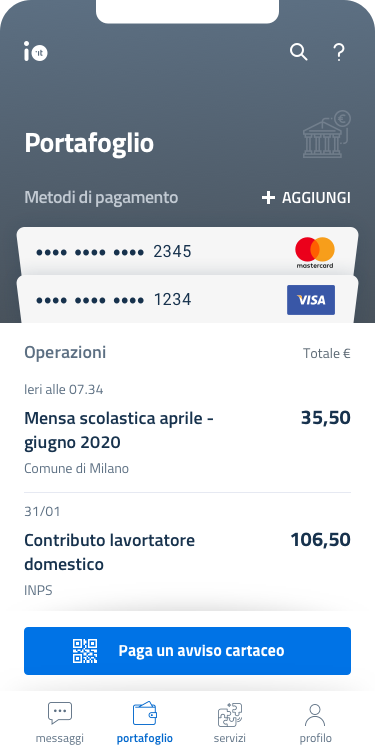 io it
?
Portafoglio
€
Metodi di pagamento + AGGIUNGI
•••• •••• •••• 2345
mastercard
•••• •••• •••• 1234 VISA
Operazioni Totale €
Ieri alle 07.34
Mensa scolastica aprile - 35,50
giugno 2020
Comune di Milano
31/01
Contributo lavortatore 106,50
domestico
INPS
Paga un avviso cartaceo
messaggi portafoglio servizi profilo